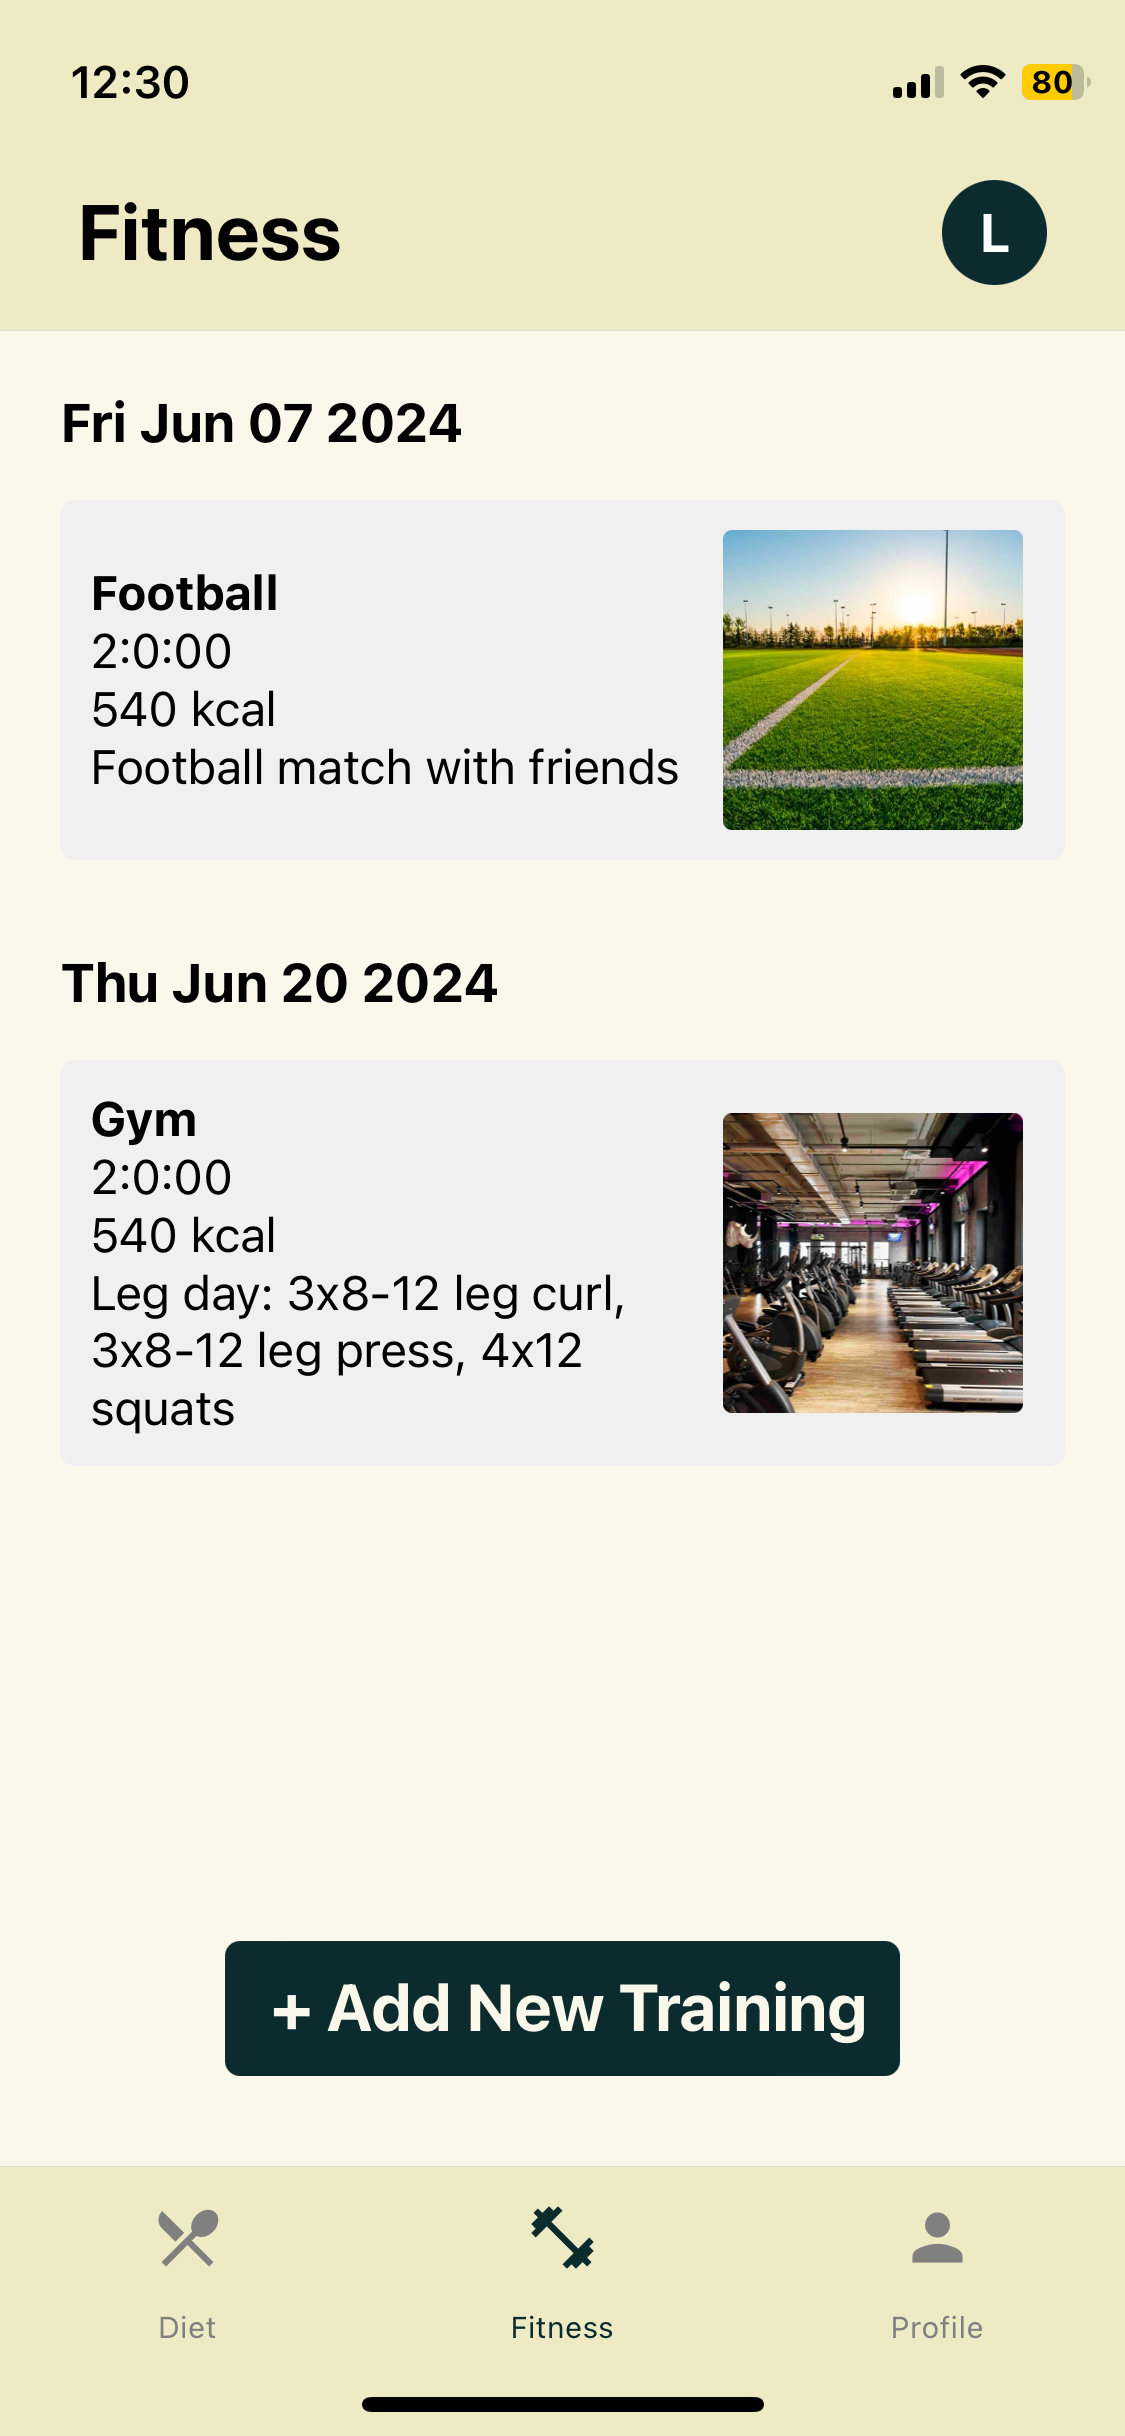 12:30
80
Fitness
L
Fri Jun 07 2024
Football
2:0:00
540 kcal
Football match with friends
Thu Jun 20 2024
Gym
2:0:00
540 kcal
Leg day: 3x8-12 leg curl,
3x8-12 leg press, 4x12
squats
+ Add New Training
Diet
Fitness
Profile